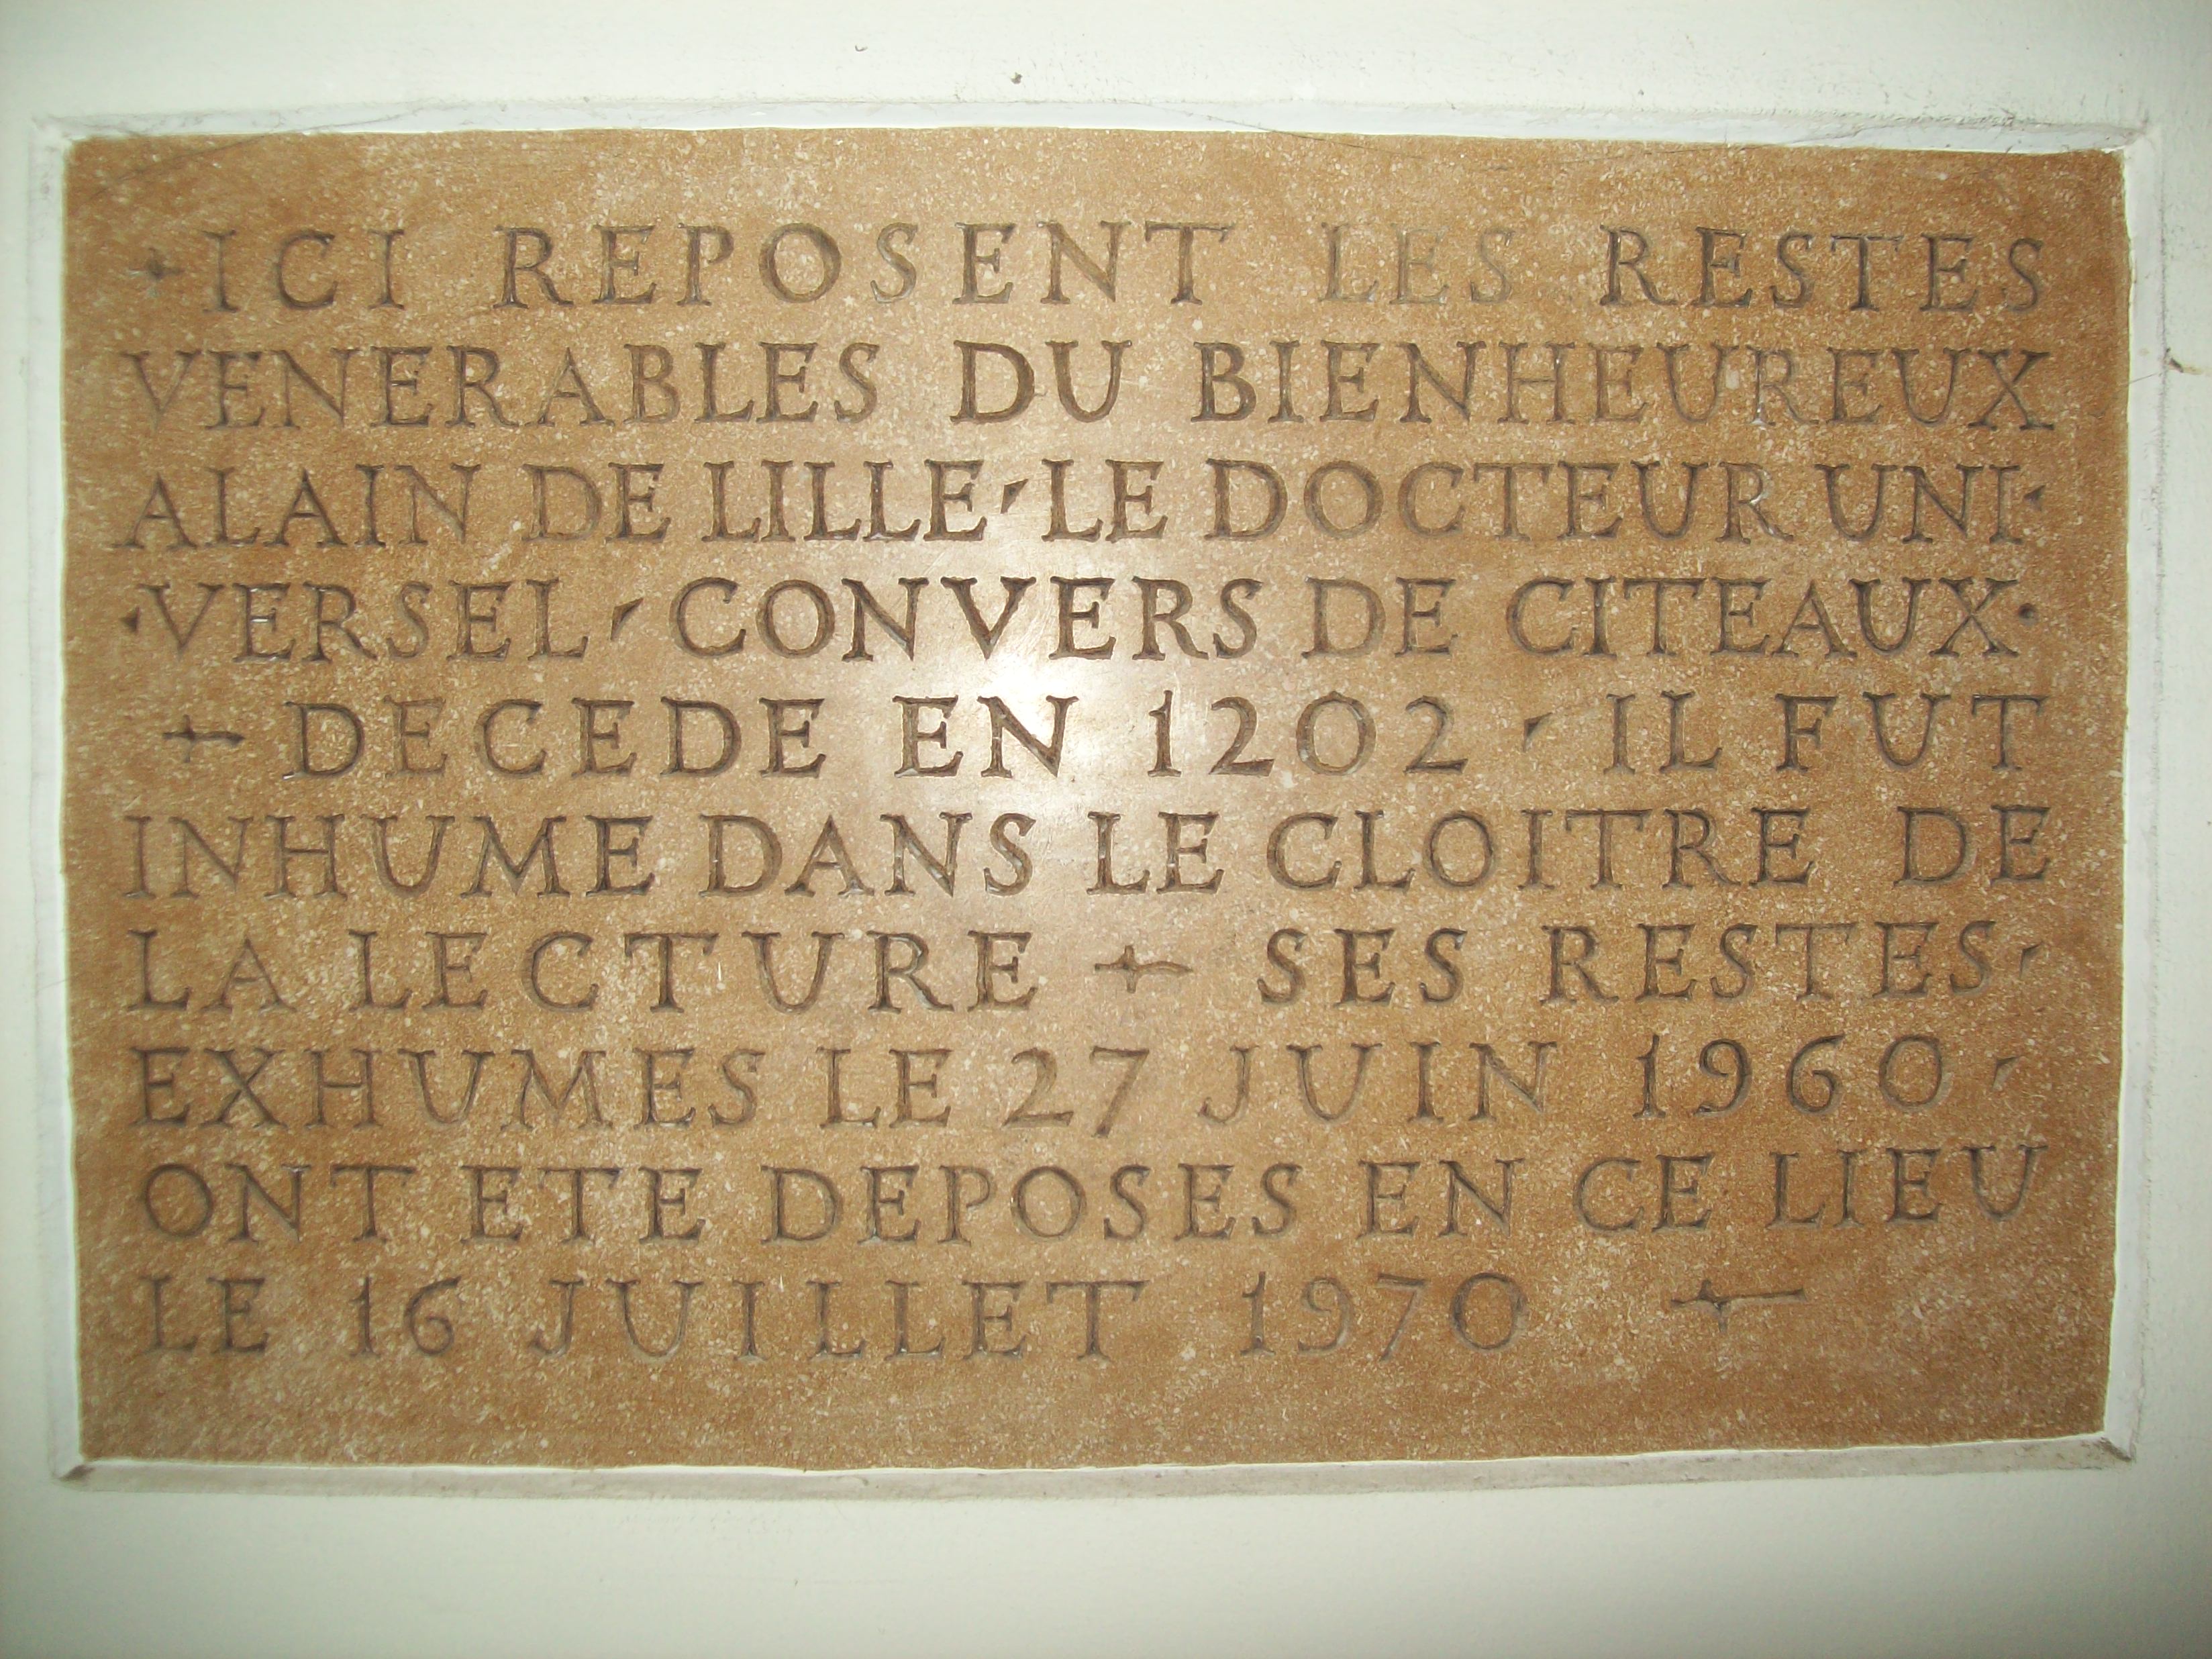 +ICI REPOSENT LES RESTES
VENERABLES DU BIENHEUREUX
ALAIN DE LILLE·LE DOCTEUR UNI·
·VERSEL·CONVERS DE CITEAUX·
+ DECEDE EN 1202 · IL FUT
INHUME DANS LE CLOITRE DE
LA LECTURE + SES RESTES·
EXHUMES LE 27 JUIN 1960·
ONT ETE DEPOSES EN CE LIEU
LE 16 JUILLET 1970 +